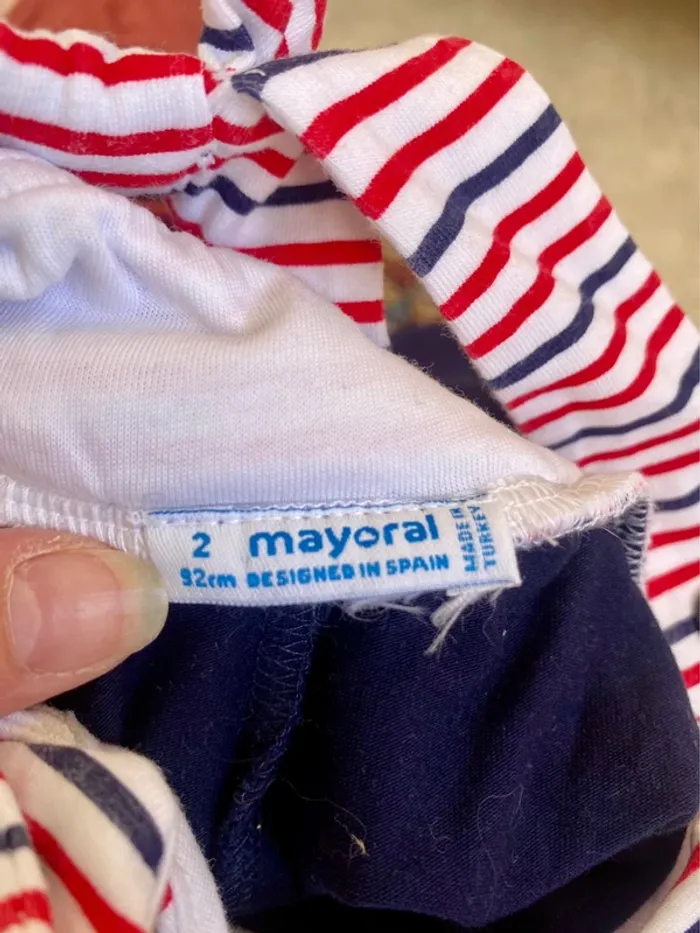 2 mayoral
92cm DESIGNED IN SPAIN
MADE IN
TURKEY